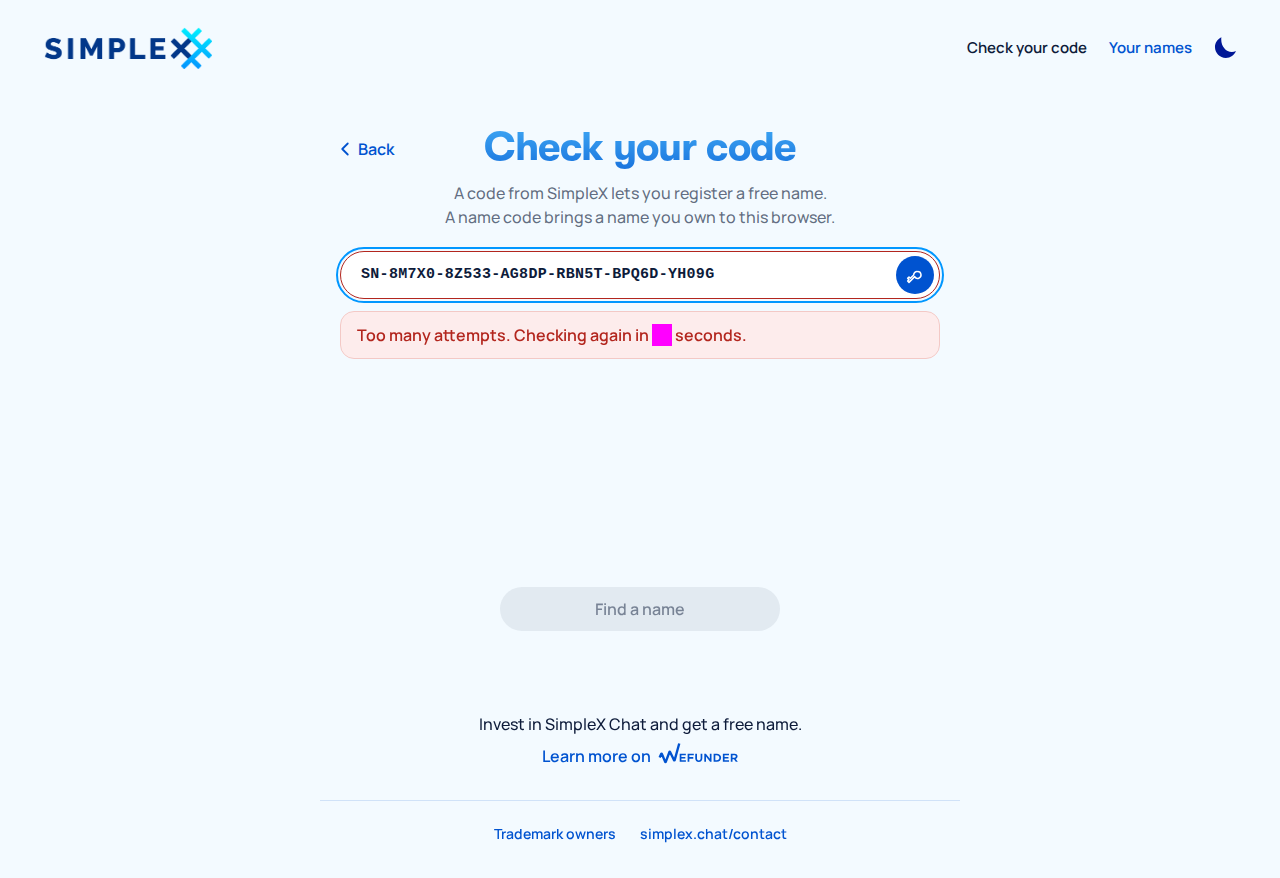 SIMPLEX
Check your code
Your names
Back
Check your code
A code from SimpleX lets you register a free name.
A name code brings a name you own to this browser.
SN-8M7X0-8Z533-AG8DP-RBN5T-BPQ6D-YH09G
Too many attempts. Checking again in seconds.
Find a name
Invest in SimpleX Chat and get a free name.
Learn more on WEFUNDER
Trademark owners
simplex.chat/contact